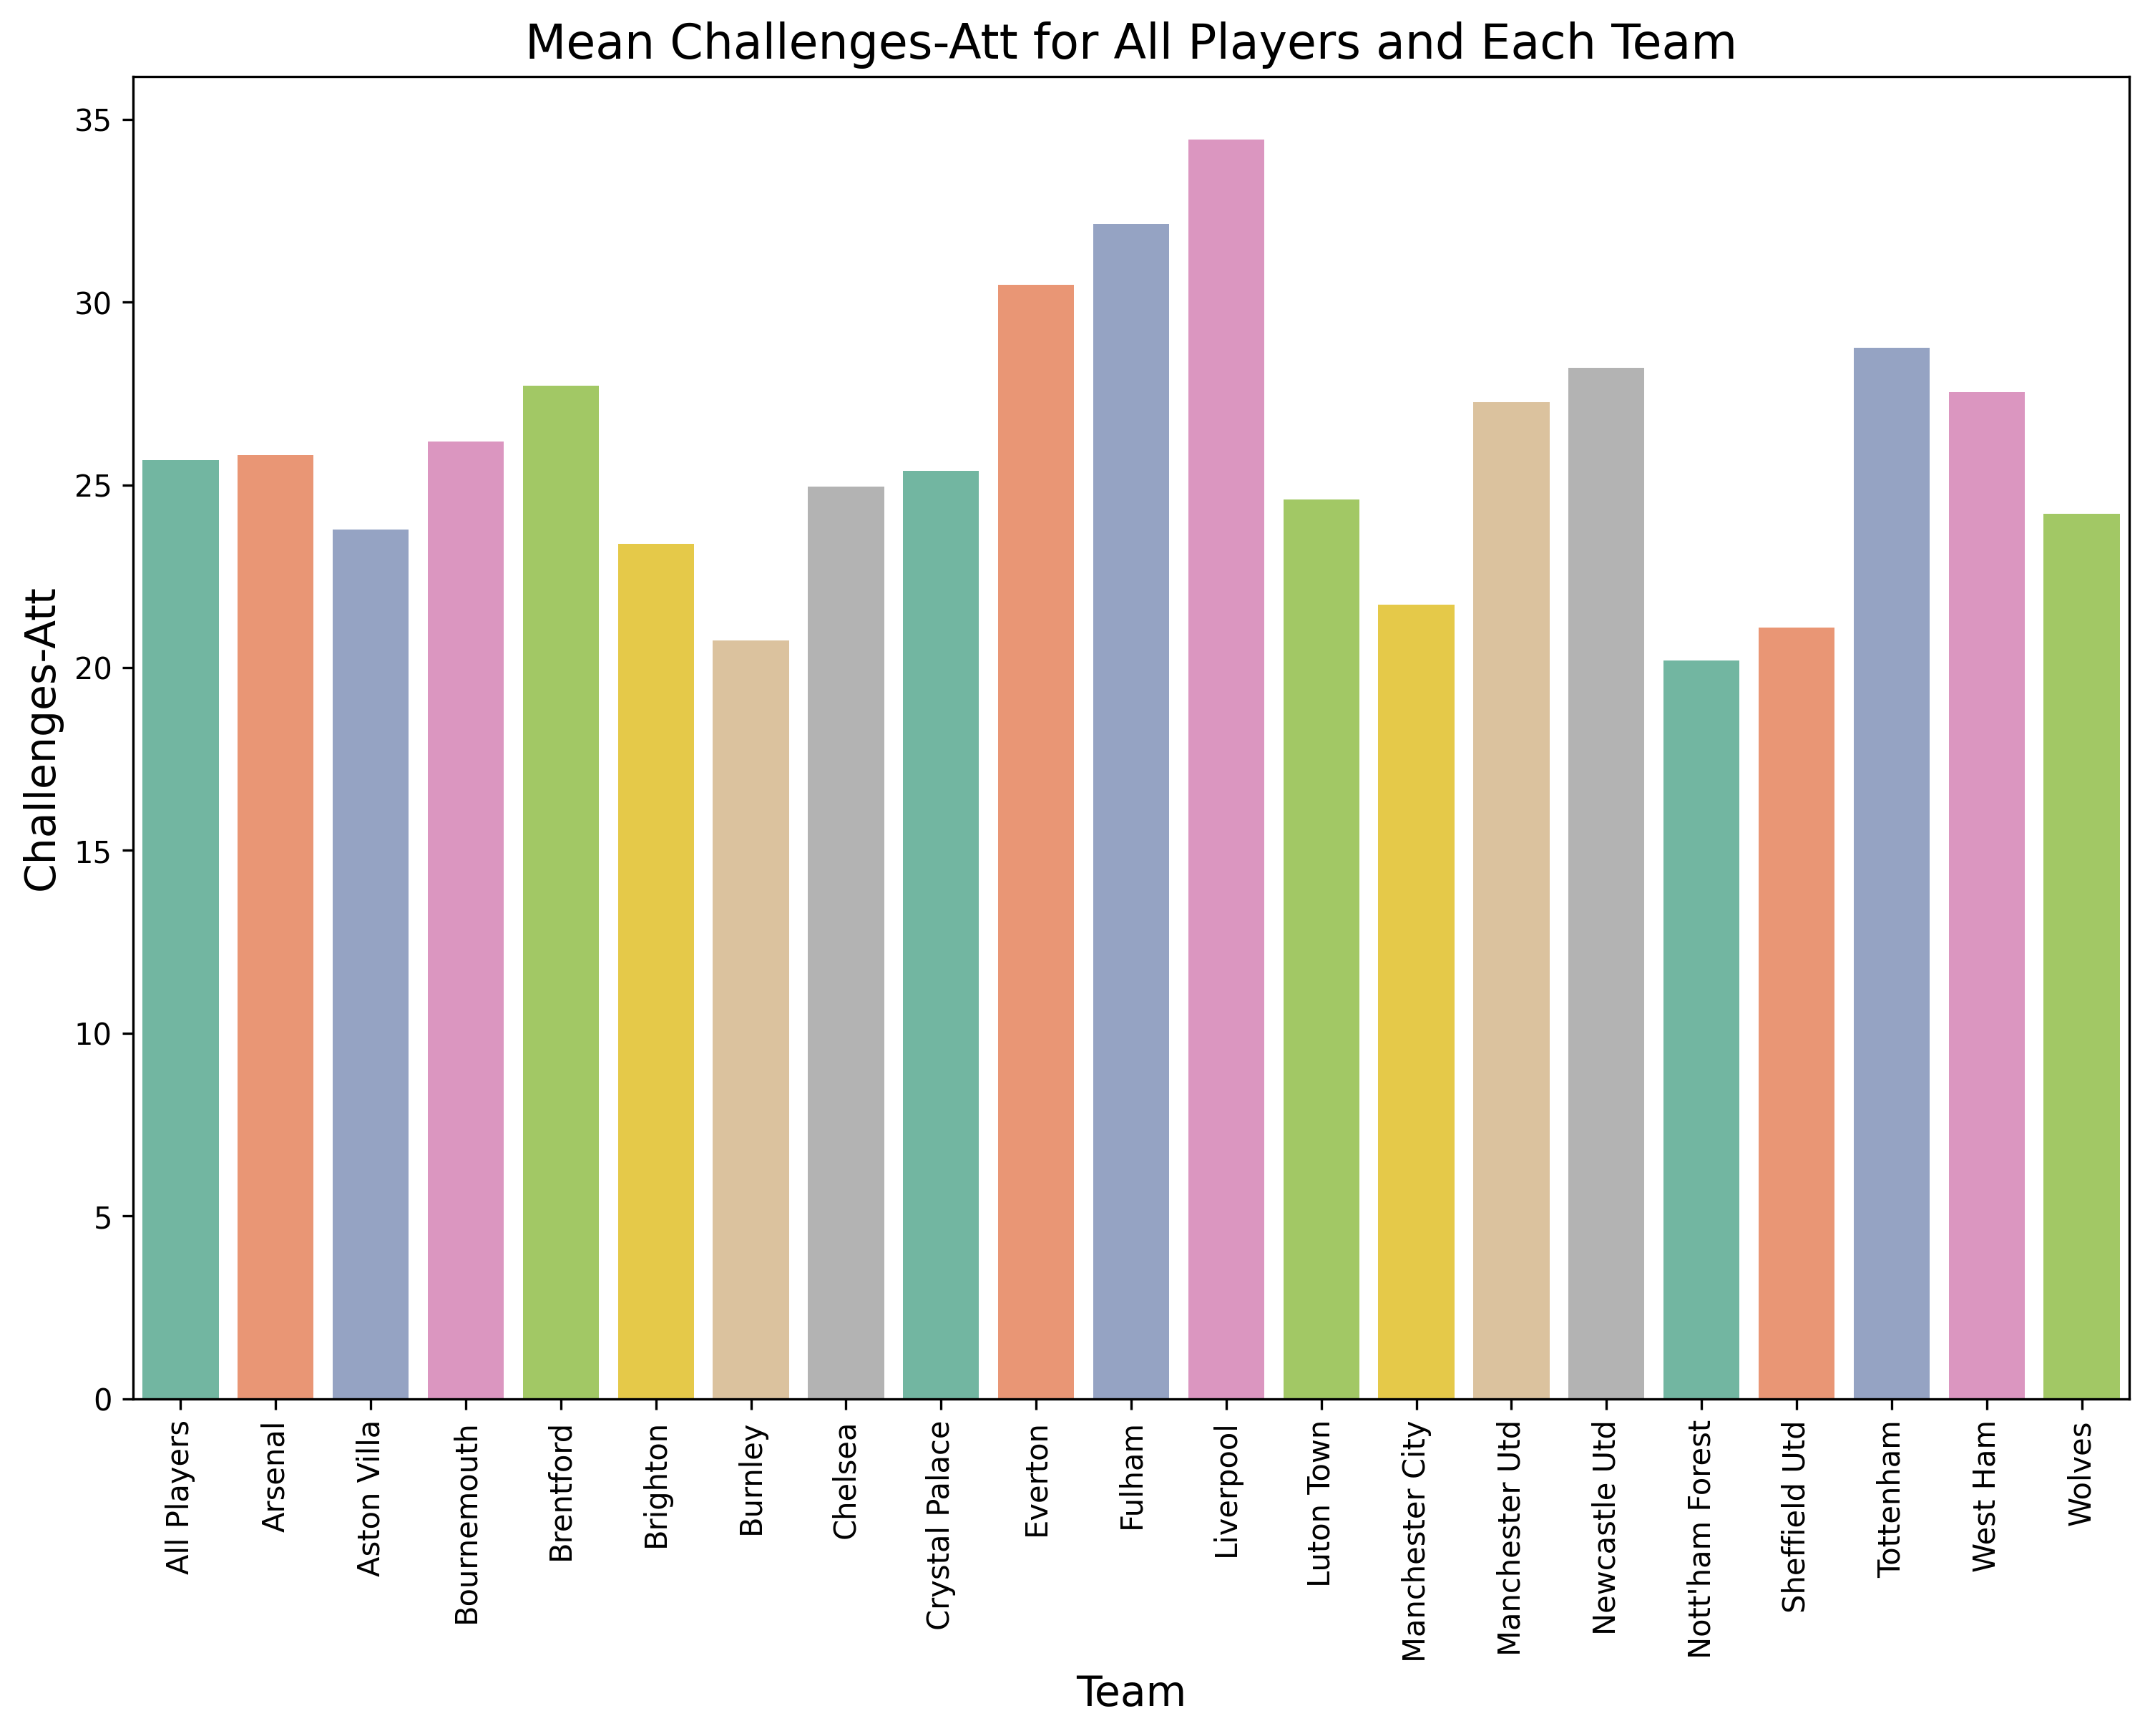 Mean Challenges-Att for All Players and Each Team
Challenges-Att
35
30
25
20
15
10
5
0
All Players
Arsenal
Aston Villa
Bournemouth
Brentford
Brighton
Burnley
Chelsea
Crystal Palace
Everton
Fulham
Liverpool
Luton Town
Manchester City
Manchester Utd
Newcastle Utd
Nott'ham Forest
Sheffield Utd
Tottenham
West Ham
Wolves
Team